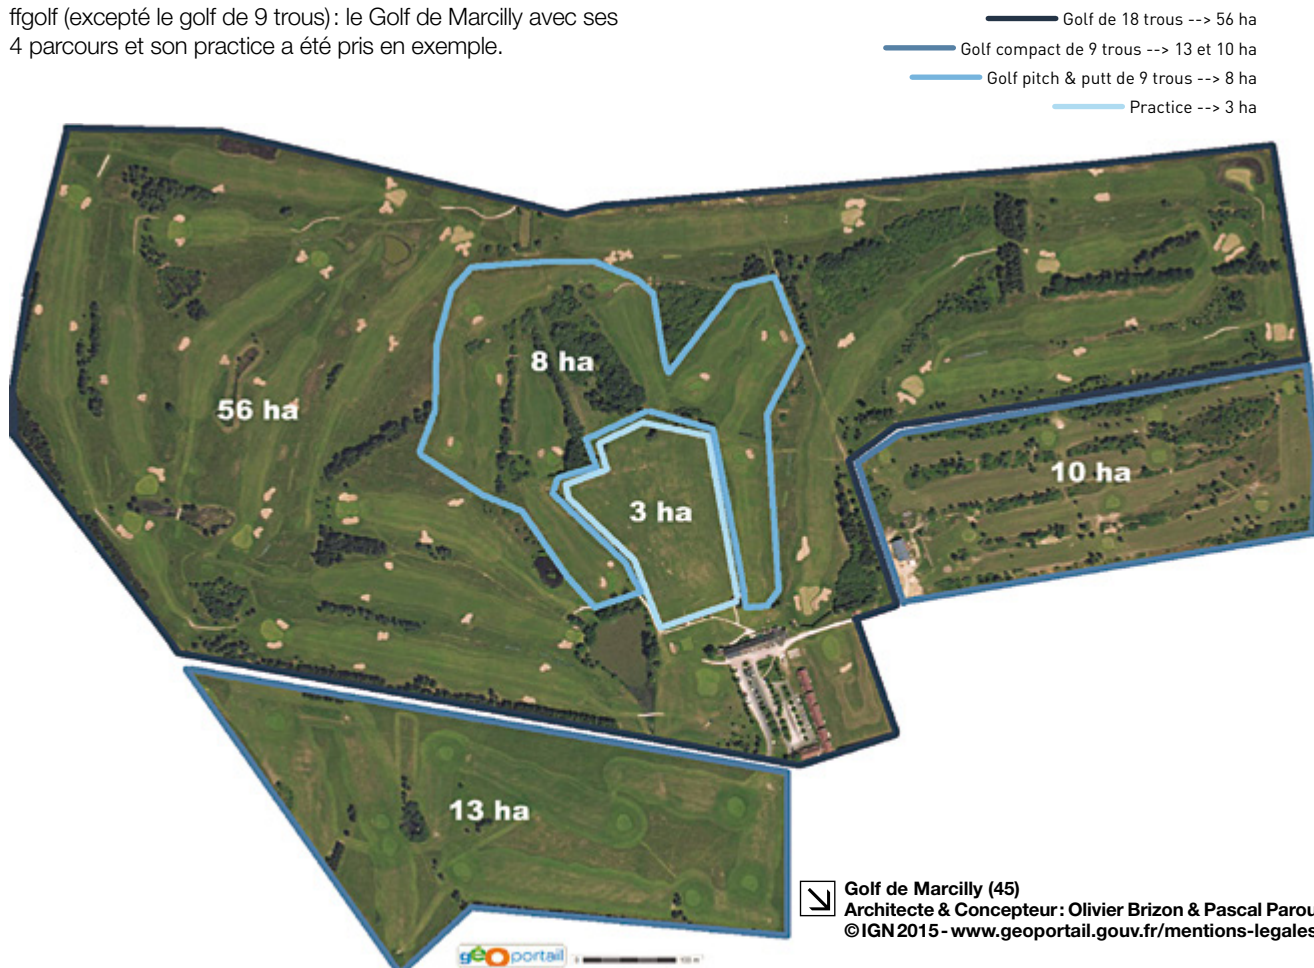 ffgolf (excepté le golf de 9 trous) : le Golf de Marcilly avec ses
4 parcours et son practice a été pris en exemple.
Golf de 18 trous --> 56 ha
Golf compact de 9 trous --> 13 et 10 ha
Golf pitch & putt de 9 trous --> 8 ha
Practice --> 3 ha
8 ha
56 ha
10 ha
3 ha
13 ha
Golf de Marcilly (45)
Architecte & Concepteur : Olivier Brizon & Pascal Parou
© IGN 2015 - www.geoportail.gouv.fr/mentions-legales
géoportail